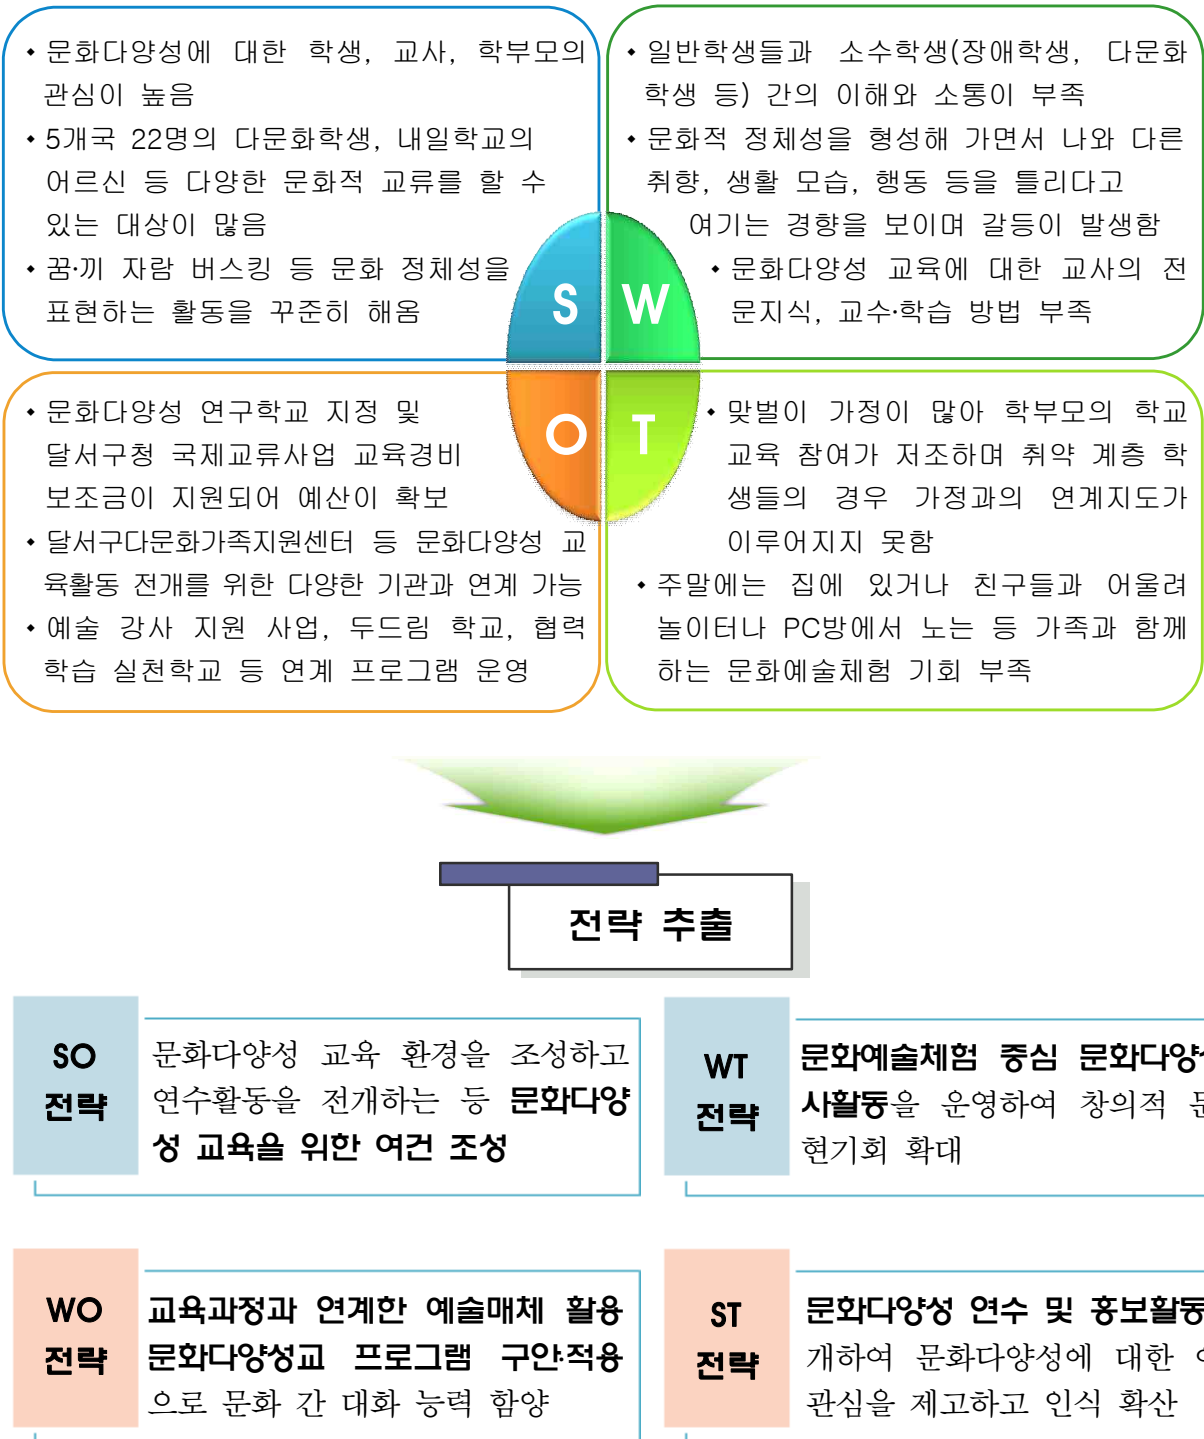 ◆ 문화다양성에 대한 학생, 교사, 학부모의
관심이 높음
◆ 5개국 22명의 다문화학생, 내일학교의
어르신 등 다양한 문화적 교류를 할 수
있는 대상이 많음
◆ 꿈·끼 자람 버스킹 등 문화 정체성을
표현하는 활동을 꾸준히 해옴
◆ 일반학생들과 소수학생(장애학생, 다문화
학생 등) 간의 이해와 소통이 부족
◆ 문화적 정체성을 형성해 가면서 나와 다른
취향, 생활 모습, 행동 등을 틀리다고
여기는 경향을 보이며 갈등이 발생함
◆ 문화다양성 교육에 대한 교사의 전
문지식, 교수·학습 방법 부족
S
W
O
T
◆ 문화다양성 연구학교 지정 및
달서구청 국제교류사업 교육경비
보조금이 지원되어 예산이 확보
◆ 달서구다문화가족지원센터 등 문화다양성 교
육활동 전개를 위한 다양한 기관과 연계 가능
◆ 예술 강사 지원 사업, 두드림 학교, 협력
학습 실천학교 등 연계 프로그램 운영
◆ 맞벌이 가정이 많아 학부모의 학교
교육 참여가 저조하며 취약 계층 학
생들의 경우 가정과의 연계지도가
이루어지지 못함
◆ 주말에는 집에 있거나 친구들과 어울려
놀이터나 PC방에서 노는 등 가족과 함께
하는 문화예술체험 기회 부족
전략 추출
SO
전략
문화다양성 교육 환경을 조성하고
연수활동을 전개하는 등 문화다양
성 교육을 위한 여건 조성
WT
전략
문화예술체험 중심 문화다양
사활동을 운영하여 창의적
현기회 확대
WO
전략
교육과정과 연계한 예술매체 활용
문화다양성교 프로그램 구안·적용
으로 문화 간 대화 능력 함양
ST
전략
문화다양성 연수 및 홍보활동
개하여 문화다양성에 대한
관심을 제고하고 인식 확산